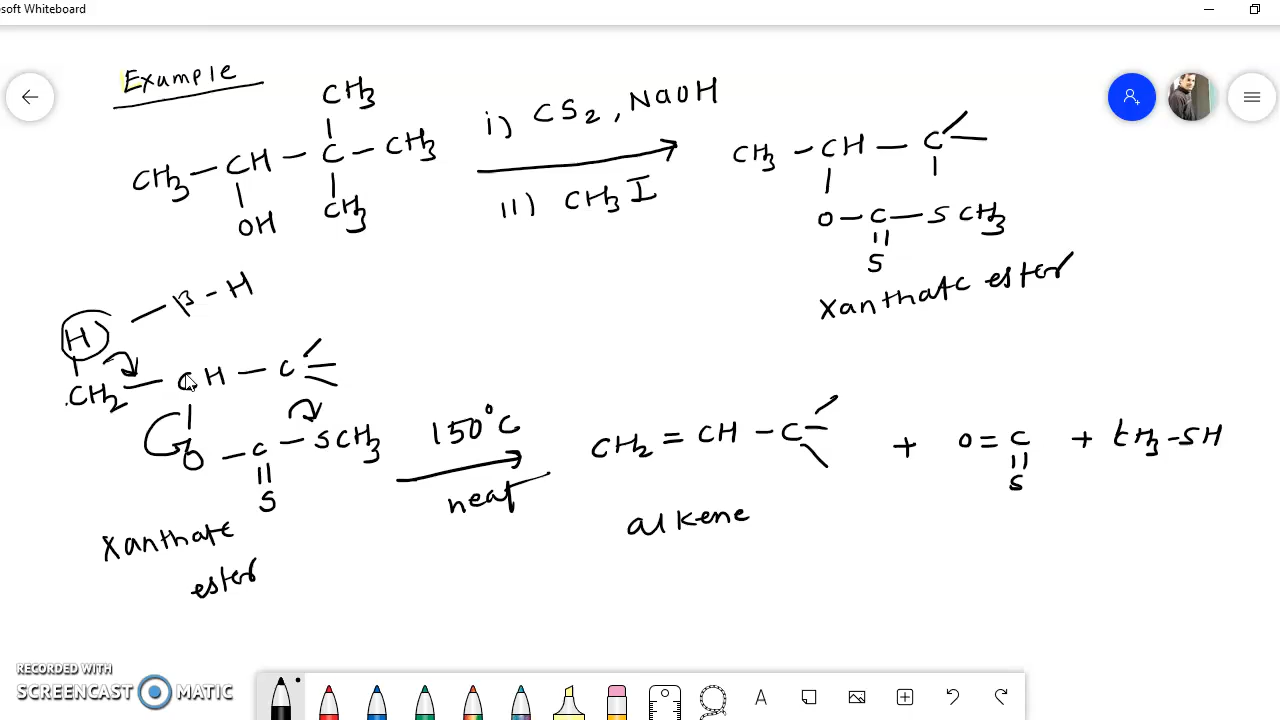 soft Whiteboard
Example
CH3
CH3 - CH - C - CH3
OH CH3
i) CS2, NaOH
ii) CH3I
CH3 - CH - C
O - C - SCH3
S
Xanthate ester
H - β - H
CH2 - CH - C
O - C - SCH3
S
Xanthate
ester
150°C
neat
CH2 = CH - C + O = C + CH3 - SH
S
alkene
RECORDED WITH
SCREENCAST MATIC
A